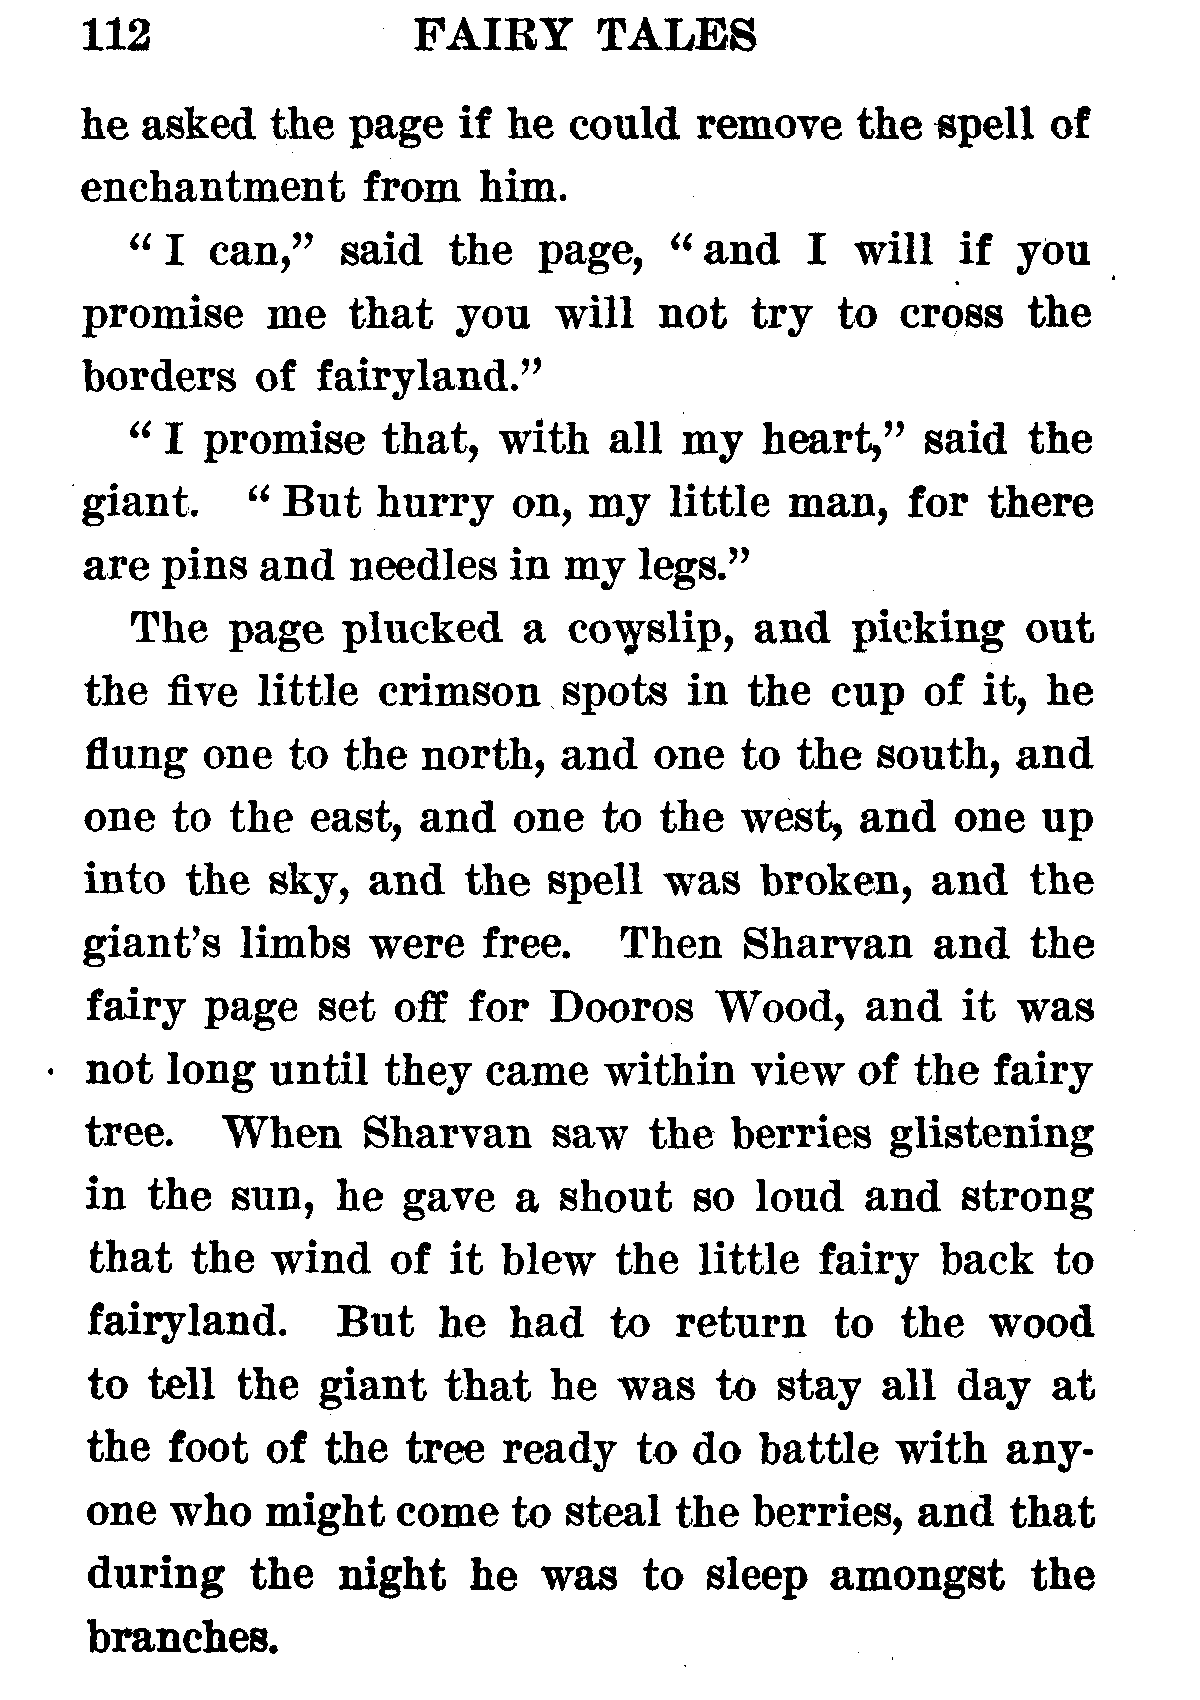 112 FAIRY TALES
he asked the page if he could remove the spell of
enchantment from him.
“ I can,” said the page, “ and I will if you
promise me that you will not try to cross the
borders of fairyland.”
“ I promise that, with all my heart,” said the
giant. “ But hurry on, my little man, for there
are pins and needles in my legs.”
The page plucked a cowslip, and picking out
the five little crimson spots in the cup of it, he
flung one to the north, and one to the south, and
one to the east, and one to the west, and one up
into the sky, and the spell was broken, and the
giant’s limbs were free. Then Sharvan and the
fairy page set off for Dooros Wood, and it was
not long until they came within view of the fairy
tree. When Sharvan saw the berries glistening
in the sun, he gave a shout so loud and strong
that the wind of it blew the little fairy back to
fairyland. But he had to return to the wood
to tell the giant that he was to stay all day at
the foot of the tree ready to do battle with any-
one who might come to steal the berries, and that
during the night he was to sleep amongst the
branches.